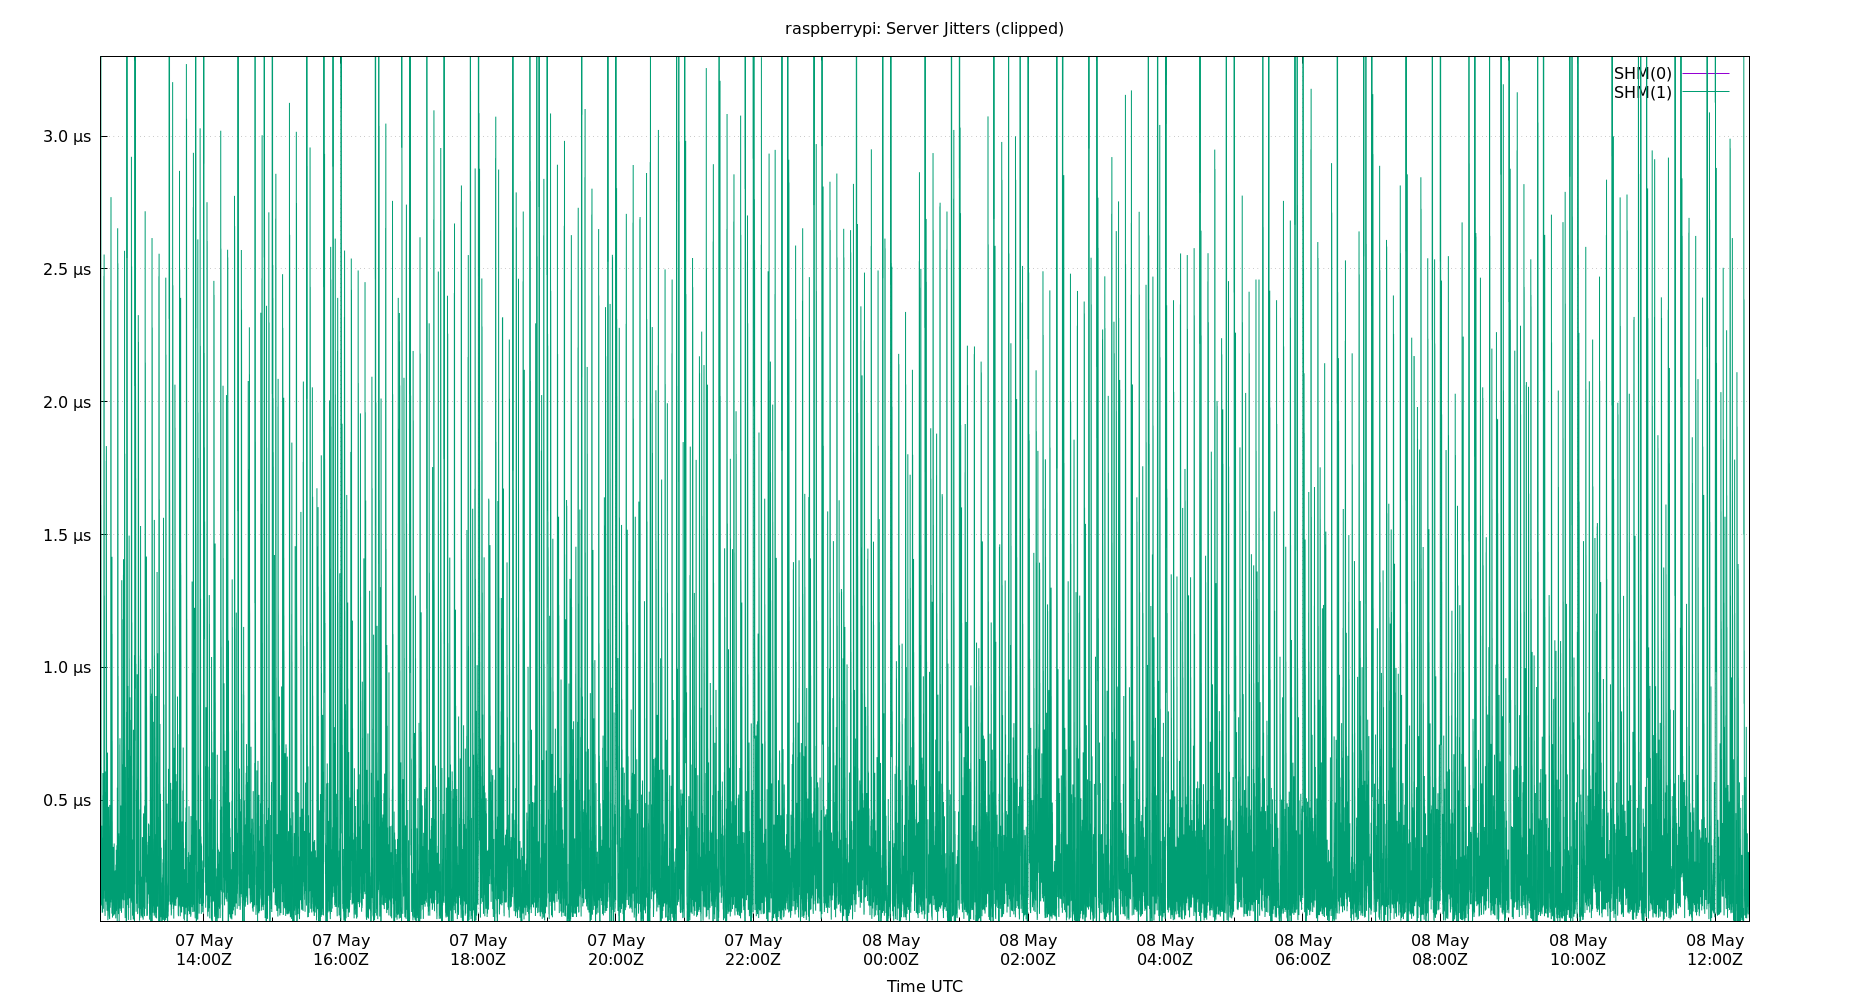 raspberrypi: Server Jitters (clipped)
SHM(0)
SHM(1)
3.0 µs
2.5 µs
2.0 µs
1.5 µs
1.0 µs
0.5 µs
07 May 07 May 07 May 07 May 07 May 08 May 08 May 08 May 08 May 08 May 08 May 08 May
14:00Z 16:00Z 18:00Z 20:00Z 22:00Z 00:00Z 02:00Z 04:00Z 06:00Z 08:00Z 10:00Z 12:00Z
Time UTC